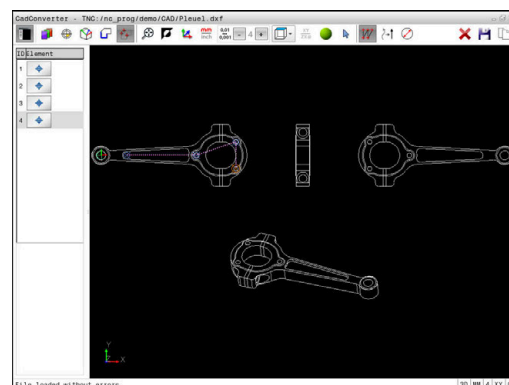 CadConverter - TNC:/nc_prog/demo/CAD/Pleuel.dxf
mm
inch
0,01
0,001
4
ID Element
1
2
3
4
Y
Z
X
File loaded without errors
3D MM 4 XY